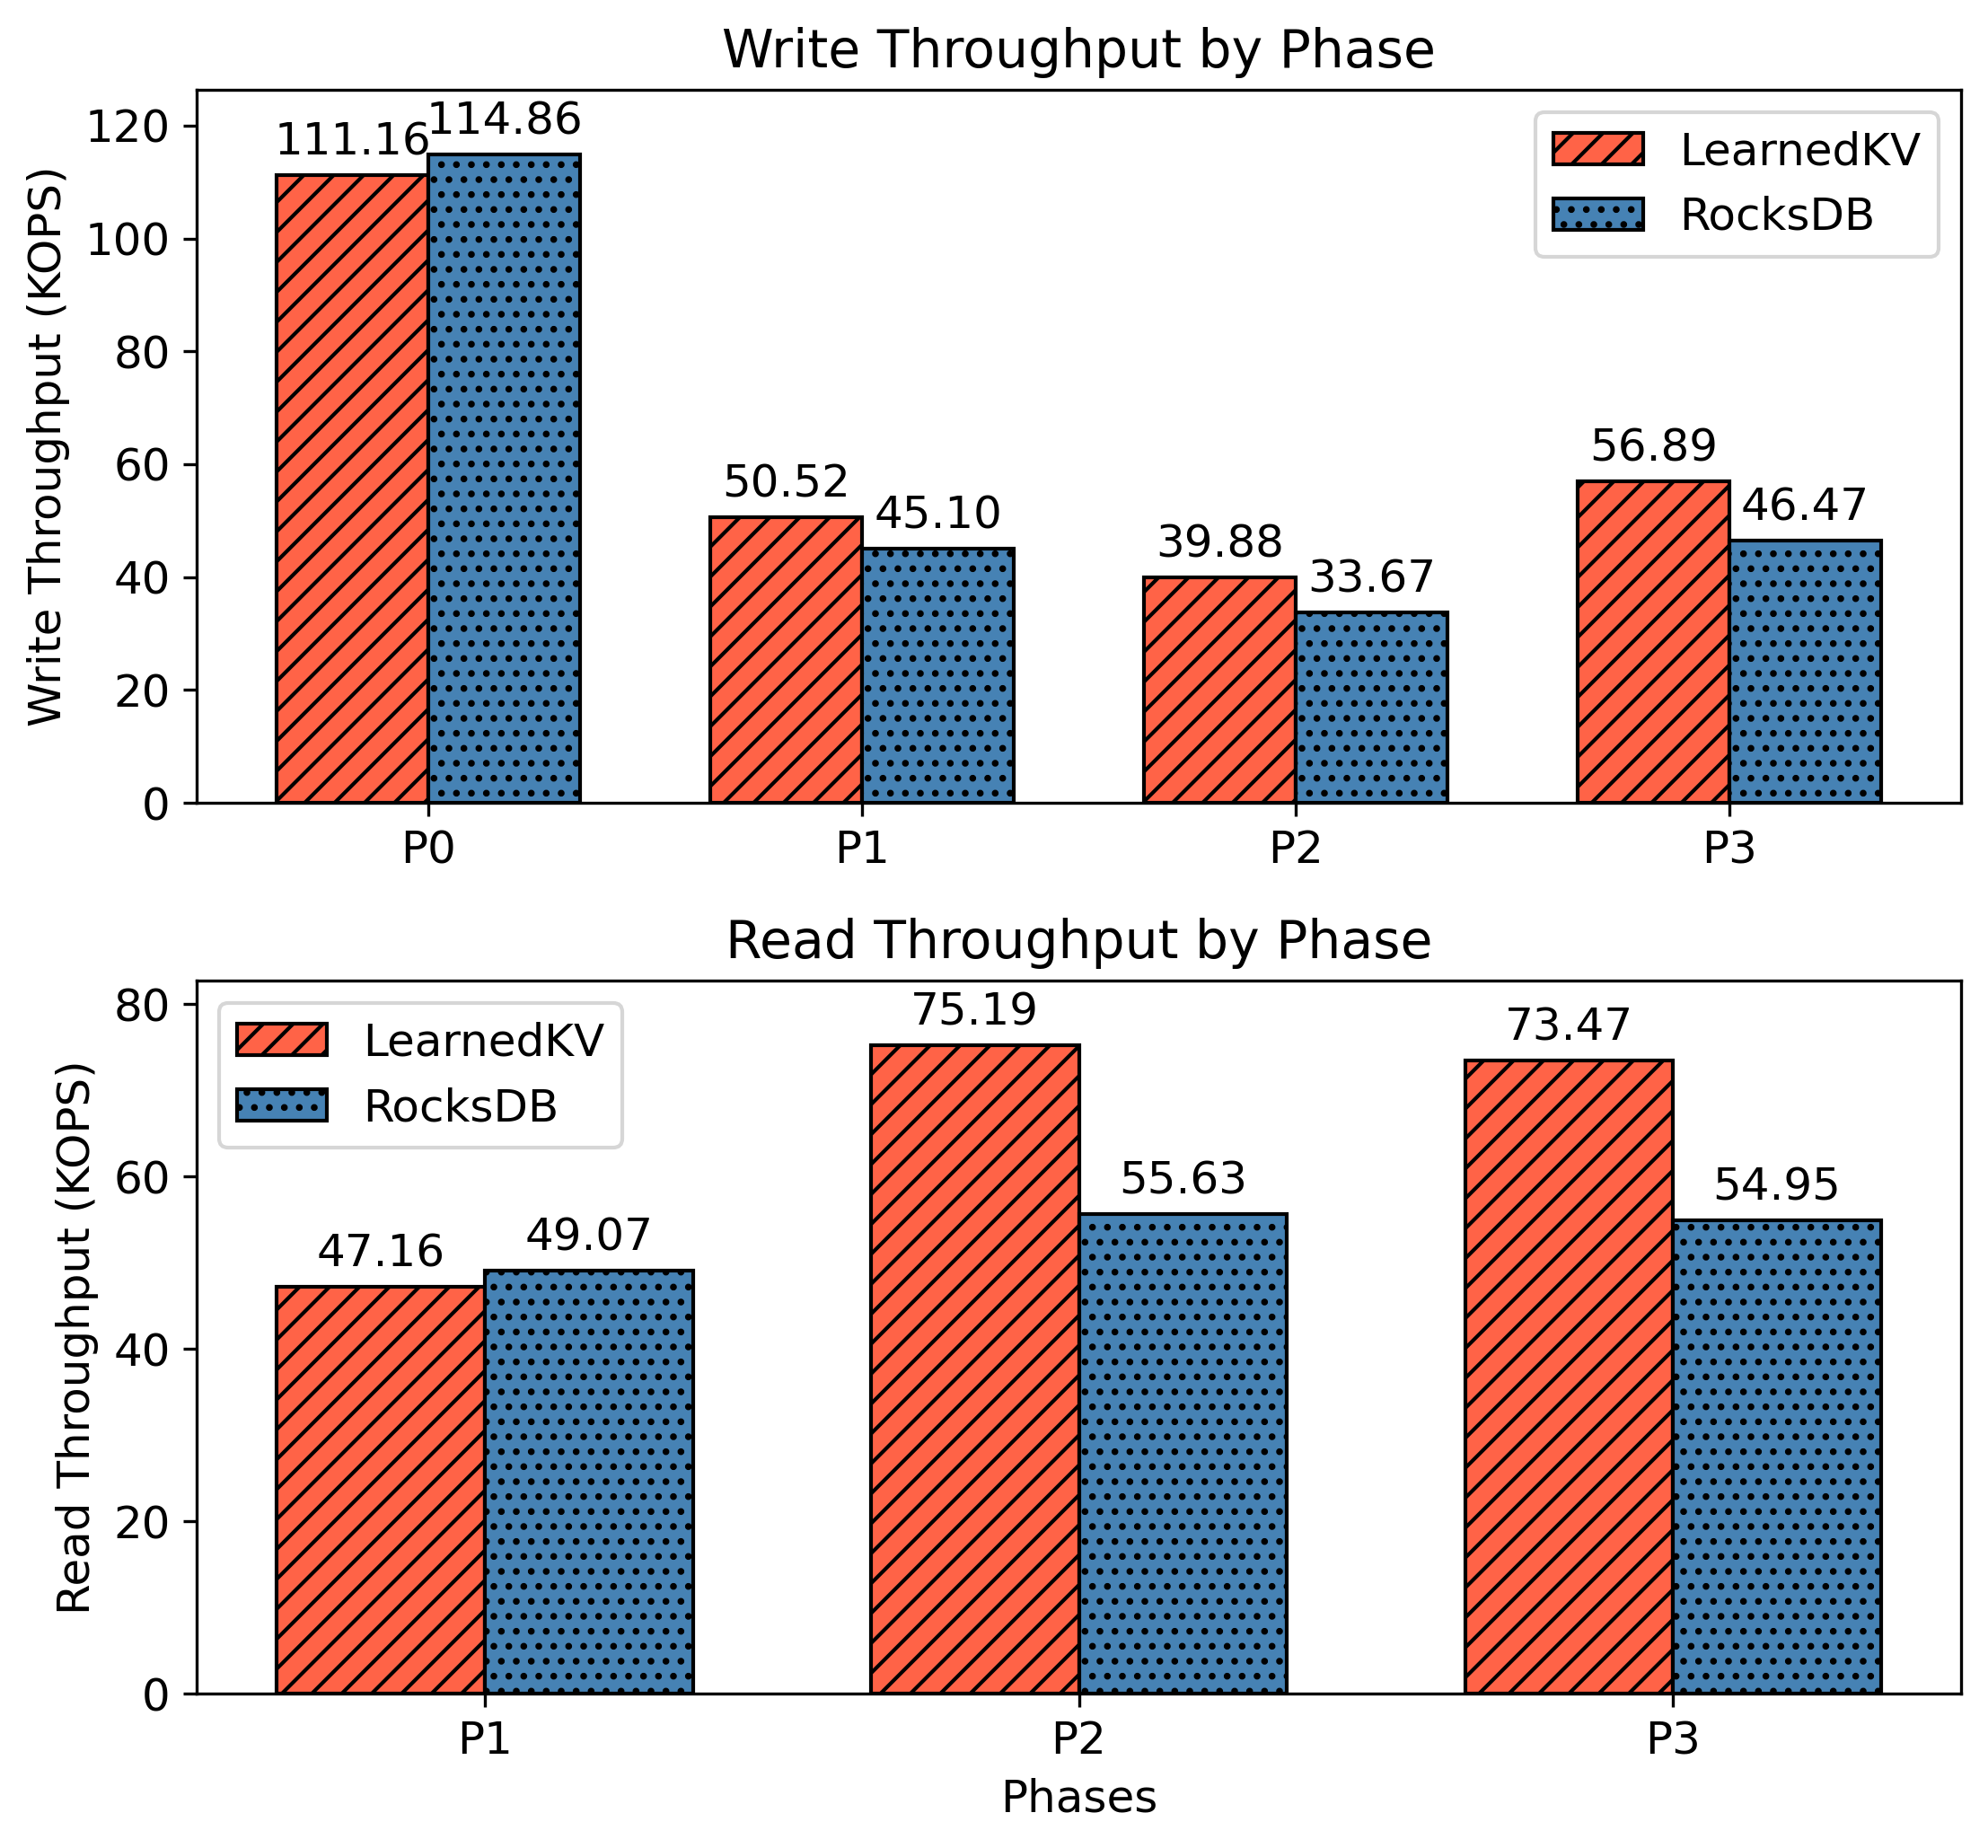 Write Throughput by Phase
Write Throughput (KOPS)
120
100
80
60
40
20
0
111.16
114.86
50.52
45.10
39.88
33.67
56.89
46.47
LearnedKV
RocksDB
P0
P1
P2
P3
Read Throughput by Phase
Read Throughput (KOPS)
80
60
40
20
0
LearnedKV
RocksDB
47.16
49.07
75.19
55.63
73.47
54.95
P1
P2
P3
Phases